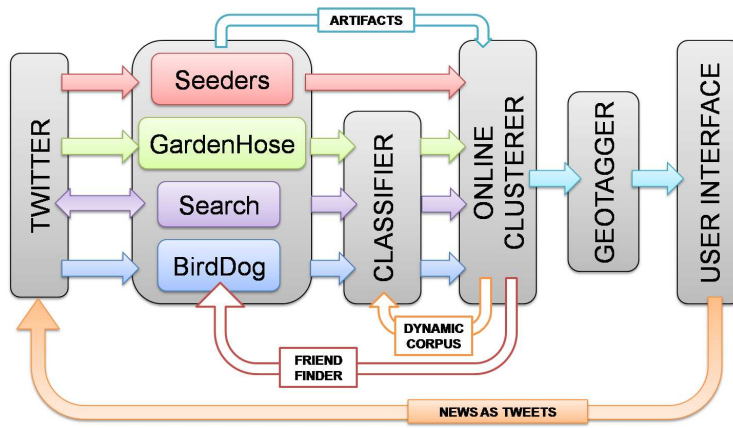 ARTIFACTS
TWITTER
Seeders
GardenHose
Search
BirdDog
CLASSIFIER
ONLINE
CLUSTERER
GEOTAGGER
USER INTERFACE
DYNAMIC
CORPUS
FRIEND
FINDER
NEWS AS TWEETS